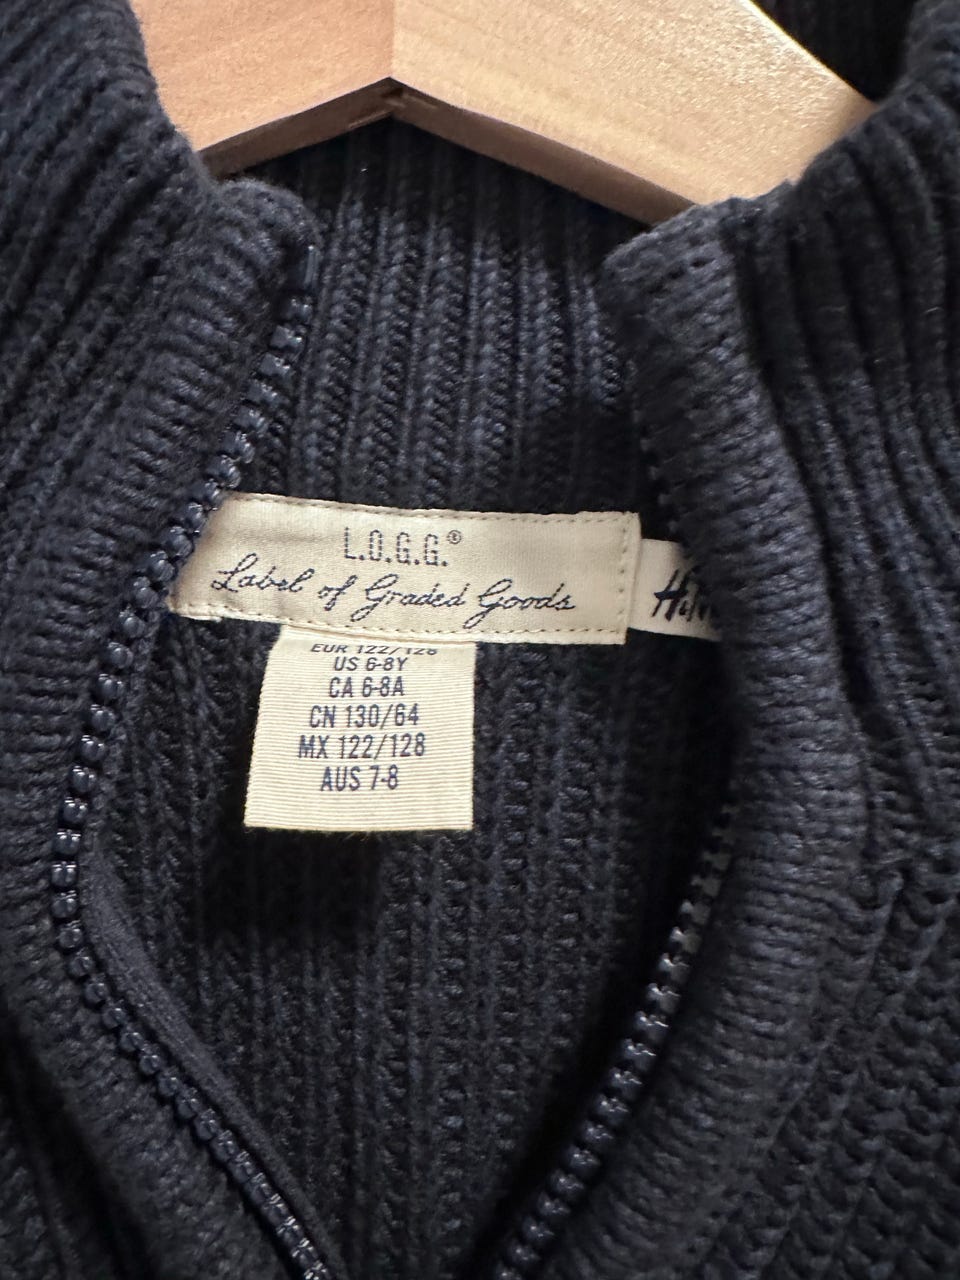 L.O.G.G.®
Label of Graded Goods
EUR 122/128
US 6-8Y
CA 6-8A
CN 130/64
MX 122/128
AUS 7-8